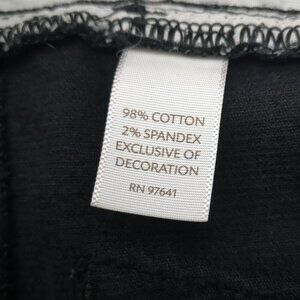 98% COTTON
2% SPANDEX
EXCLUSIVE OF
DECORATION
RN 97641